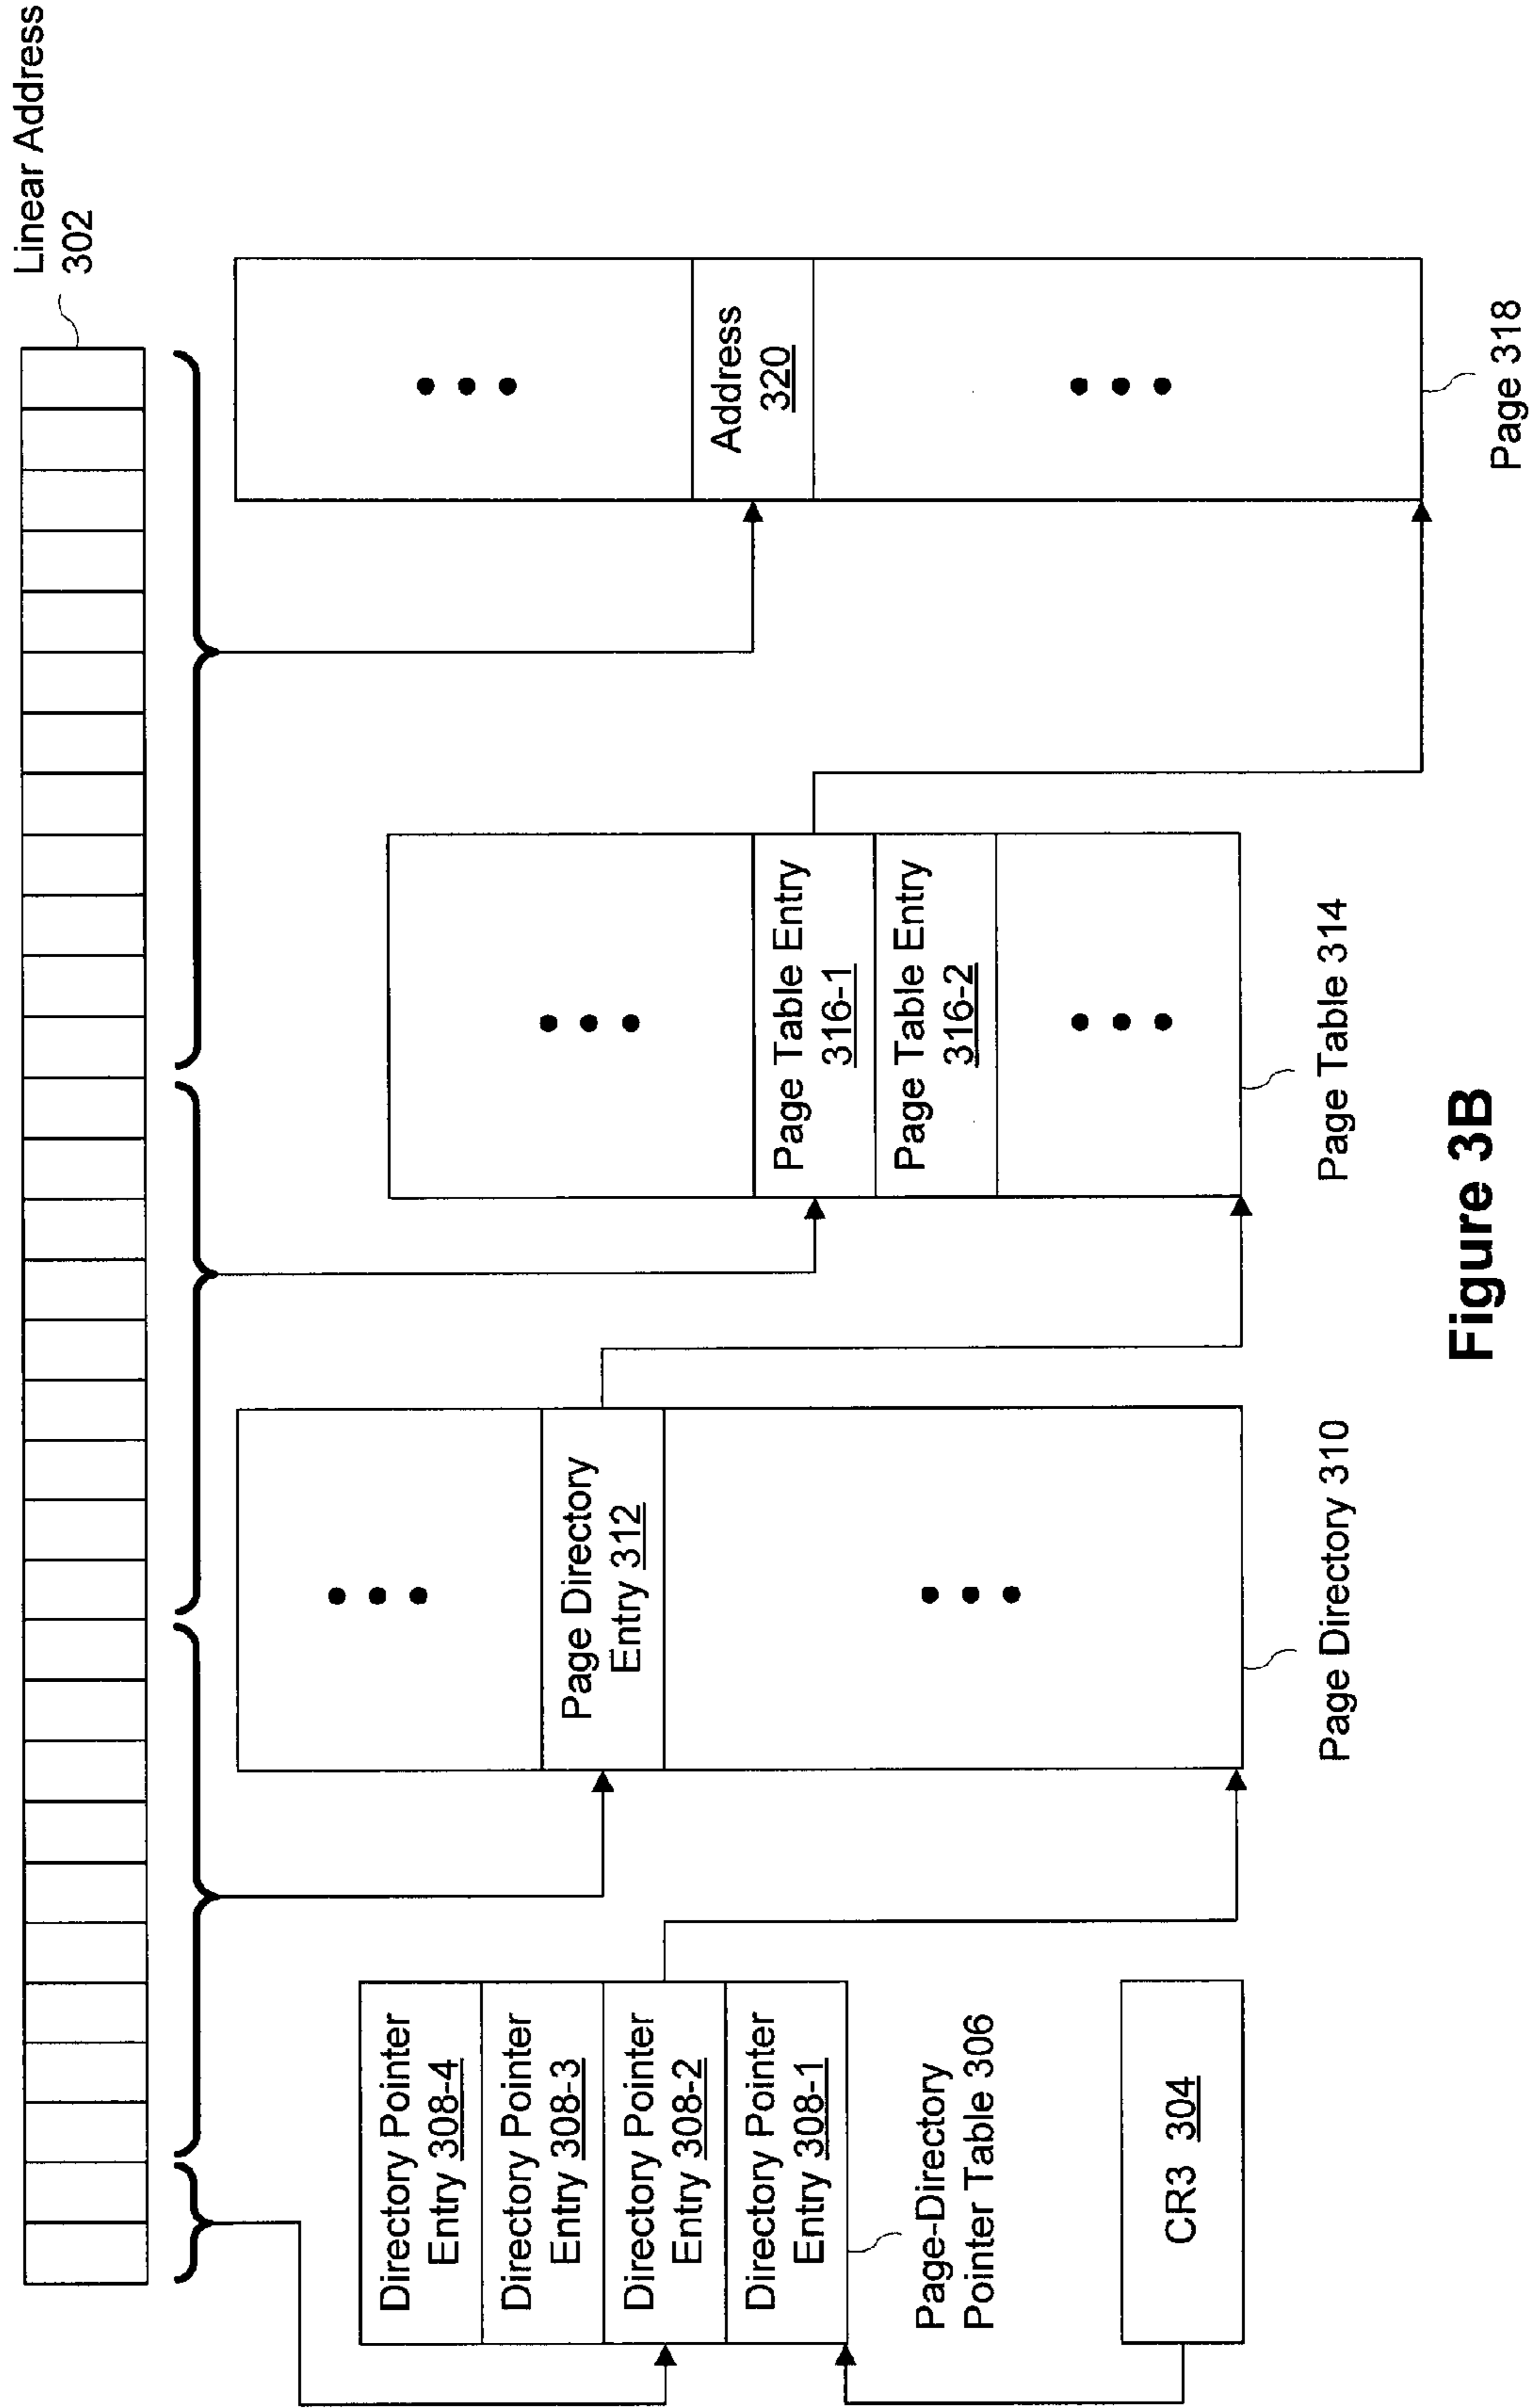 Linear Address
302
Directory Pointer
Entry 308-4
Directory Pointer
Entry 308-3
Directory Pointer
Entry 308-2
Directory Pointer
Entry 308-1
Page-Directory
Pointer Table 306
CR3 304
Page Directory
Entry 312
Page Directory 310
Page Table Entry
316-1
Page Table Entry
316-2
Page Table 314
Address
320
Page 318
Figure 3B